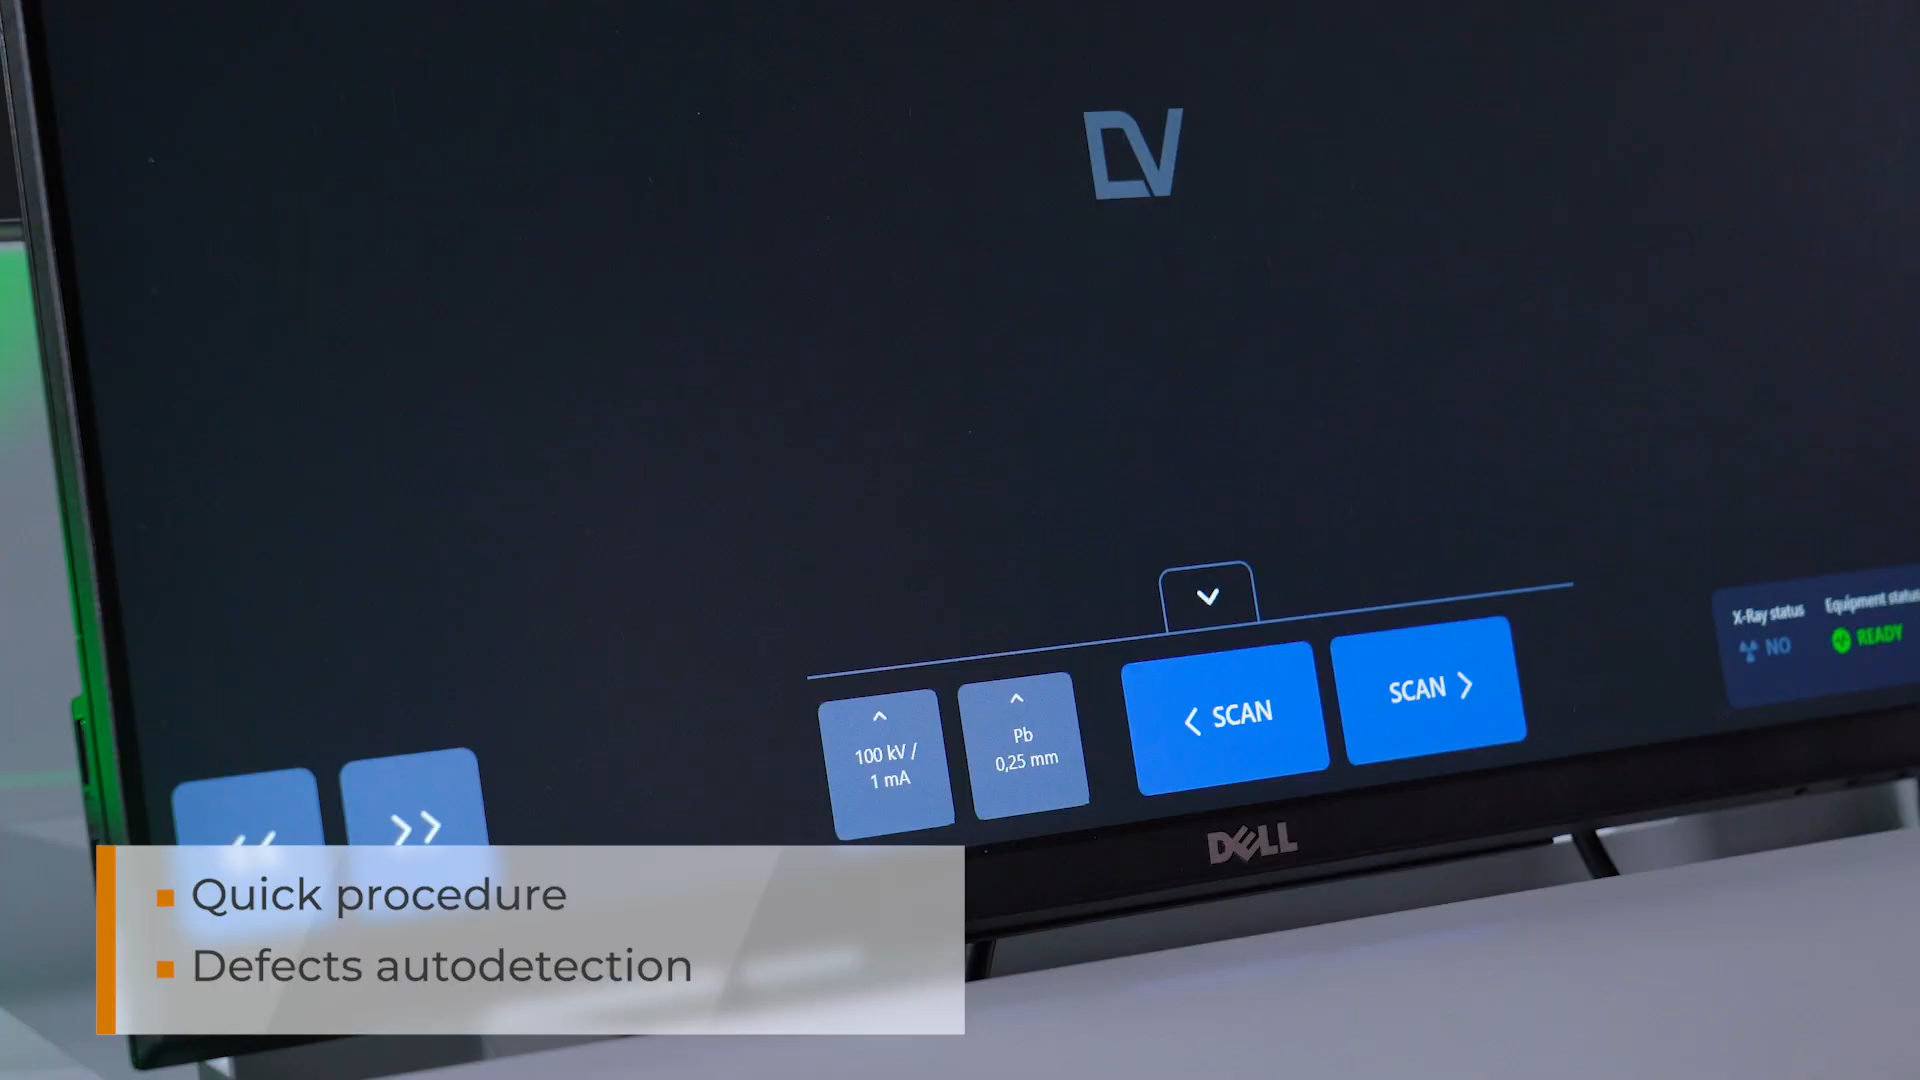 DV
X-Ray status
Equipment status
NO
READY
100 kV /
1 mA
Pb
0,25 mm
< SCAN
SCAN >
<<
>>
DELL
Quick procedure
Defects autodetection